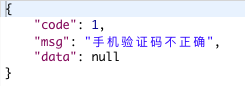 {
    "code": 1,
    "msg": "手机验证码不正确",
    "data": null
}